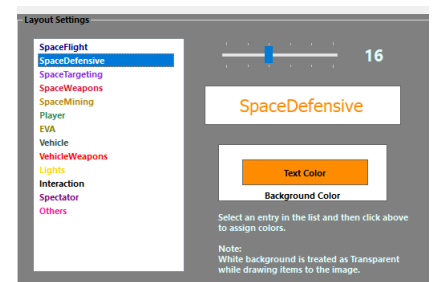 Layout Settings
SpaceFlight
SpaceDefensive
SpaceTargeting
SpaceWeapons
SpaceMining
Player
EVA
Vehicle
VehicleWeapons
Lights
Interaction
Spectator
Others
16
SpaceDefensive
Text Color
Background Color
Select an entry in the list and then click above
to assign colors.
Note:
White background is treated as Transparent
while drawing items to the image.